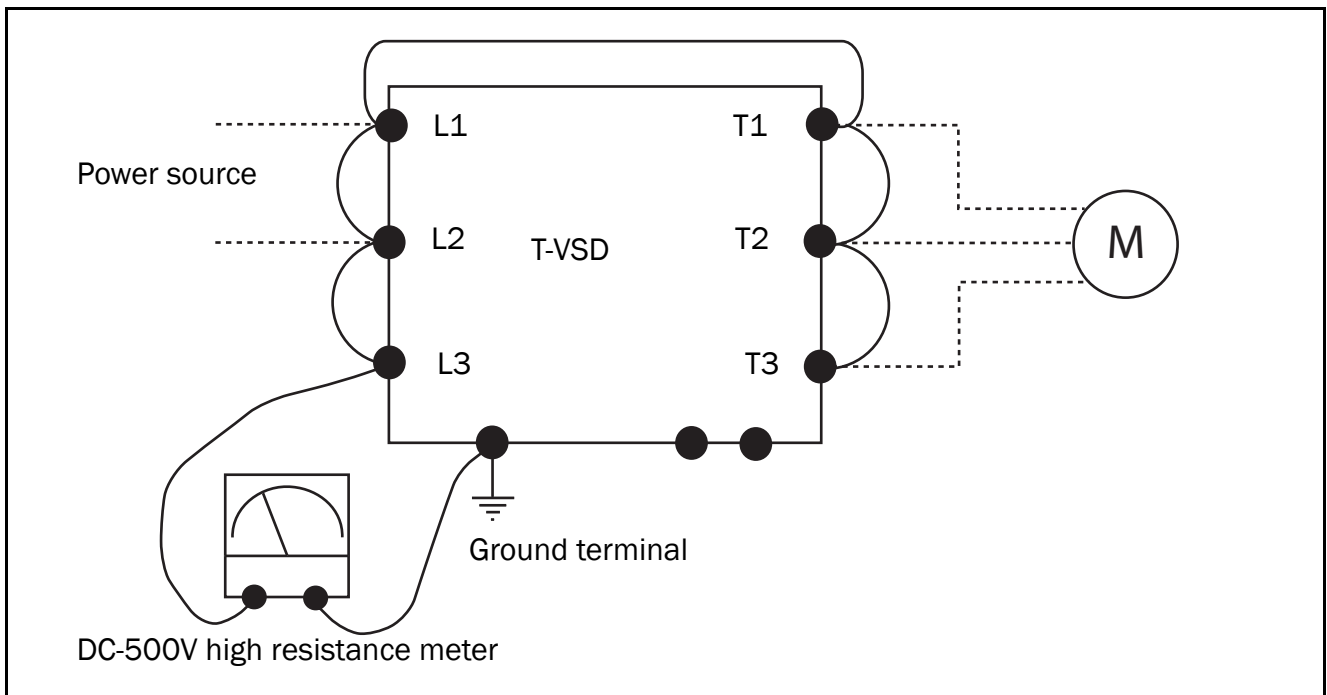 L1
T1
Power source
L2
T-VSD
T2
M
L3
T3
Ground terminal
DC-500V high resistance meter